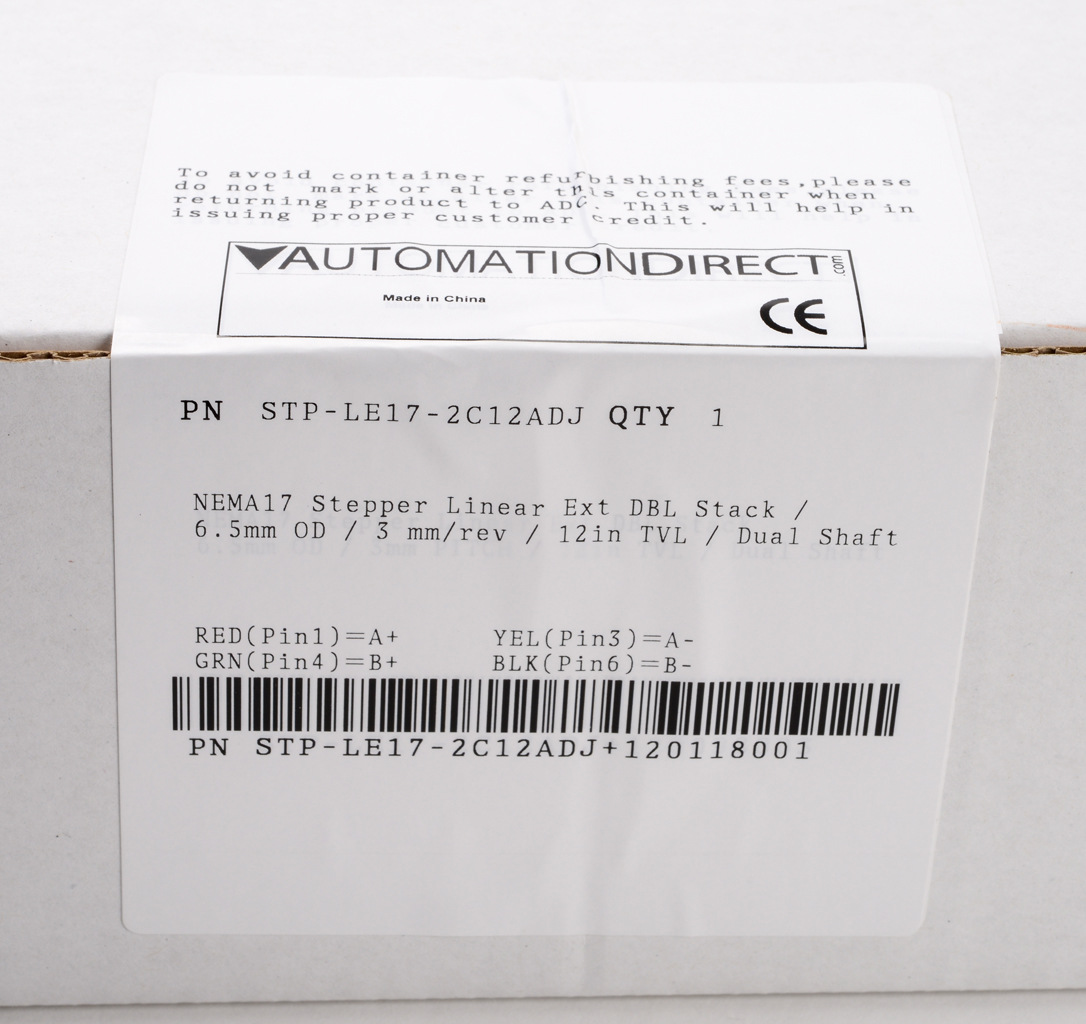 To avoid container refurbishing fees,please
do not mark or alter this container when
returning product to ADC. This will help in
issuing proper customer credit.
AUTOMATIONDIRECT.com
Made in China
CE
PN STP-LE17-2C12ADJ QTY 1
NEMA17 Stepper Linear Ext DBL Stack /
6.5mm OD / 3 mm/rev / 12in TVL / Dual Shaft
RED(Pin1)=A+ YEL(Pin3)=A-
GRN(Pin4)=B+ BLK(Pin6)=B-
PN STP-LE17-2C12ADJ+120118001